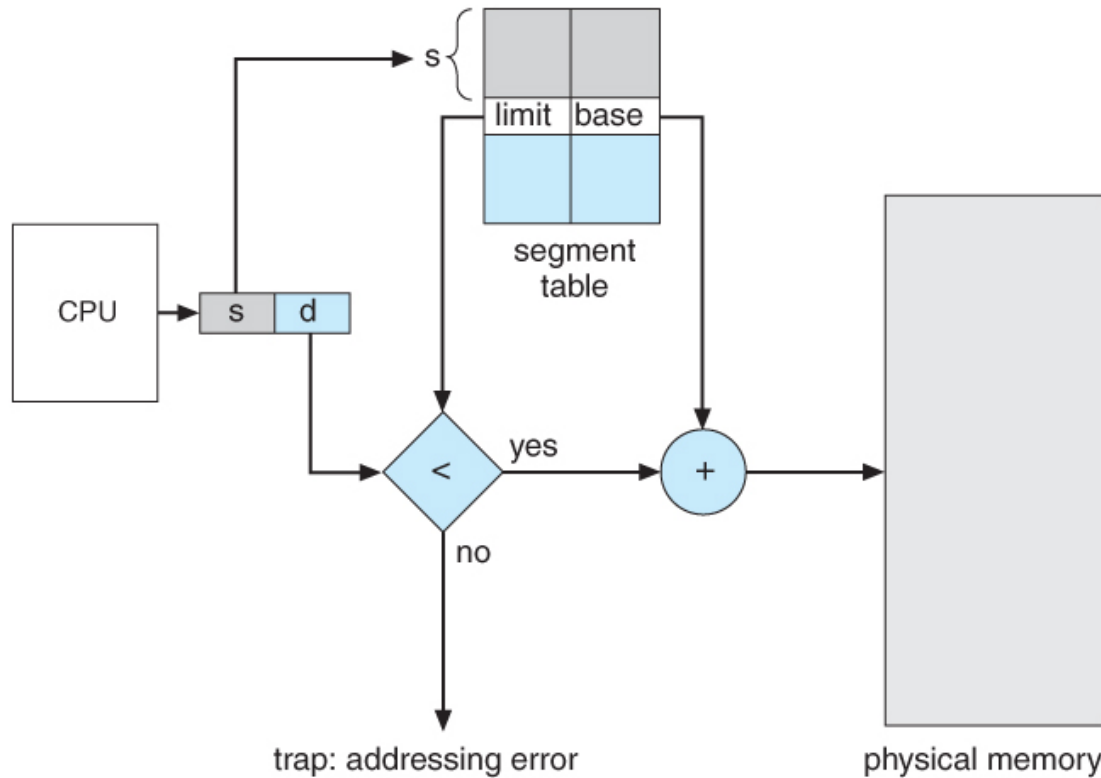 s
limit base
segment
table
CPU
s d
<
yes
+
no
trap: addressing error
physical memory